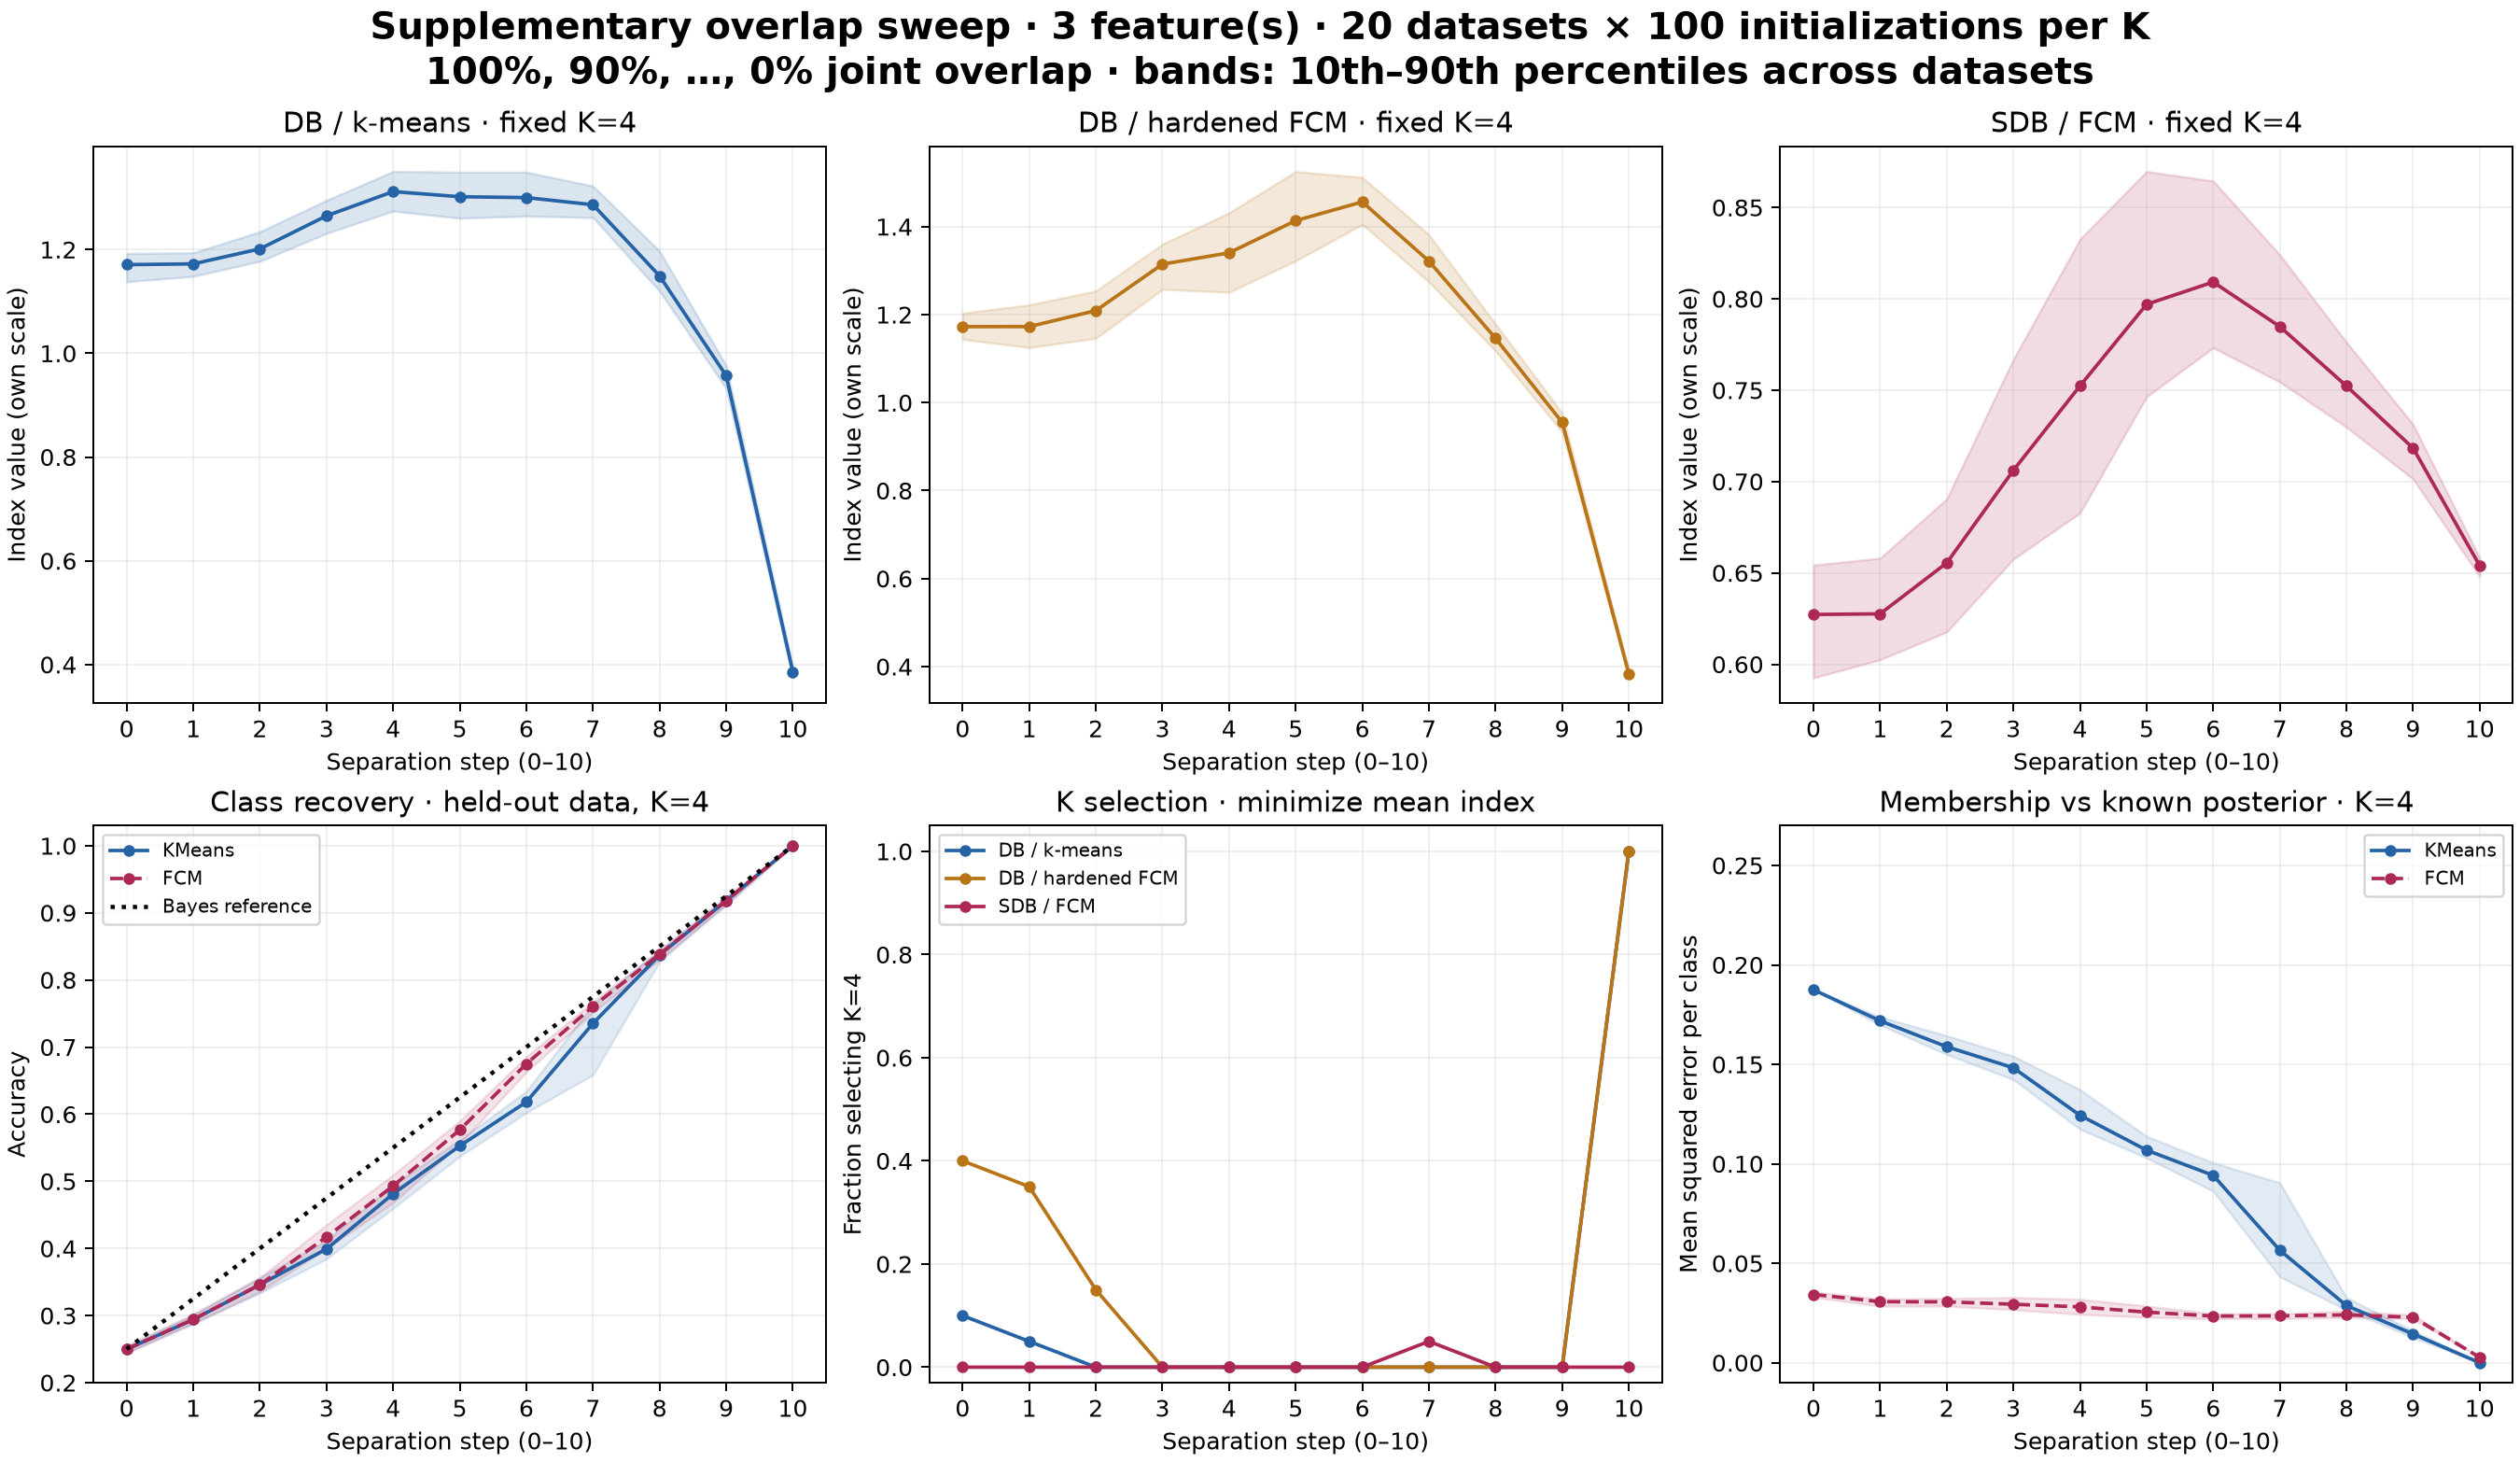 Supplementary overlap sweep · 3 feature(s) · 20 datasets × 100 initializations per K
100%, 90%, ..., 0% joint overlap · bands: 10th–90th percentiles across datasets
DB / k-means · fixed K=4
Index value (own scale)
1.2
1.0
0.8
0.6
0.4
0 1 2 3 4 5 6 7 8 9 10
Separation step (0–10)
DB / hardened FCM · fixed K=4
Index value (own scale)
1.4
1.2
1.0
0.8
0.6
0.4
0 1 2 3 4 5 6 7 8 9 10
Separation step (0–10)
SDB / FCM · fixed K=4
Index value (own scale)
0.85
0.80
0.75
0.70
0.65
0.60
0 1 2 3 4 5 6 7 8 9 10
Separation step (0–10)
Class recovery · held-out data, K=4
KMeans
FCM
Bayes reference
Accuracy
1.0
0.9
0.8
0.7
0.6
0.5
0.4
0.3
0.2
0 1 2 3 4 5 6 7 8 9 10
Separation step (0–10)
K selection · minimize mean index
DB / k-means
DB / hardened FCM
SDB / FCM
Fraction selecting K=4
1.0
0.8
0.6
0.4
0.2
0.0
0 1 2 3 4 5 6 7 8 9 10
Separation step (0–10)
Membership vs known posterior · K=4
KMeans
FCM
Mean squared error per class
0.25
0.20
0.15
0.10
0.05
0.00
0 1 2 3 4 5 6 7 8 9 10
Separation step (0–10)